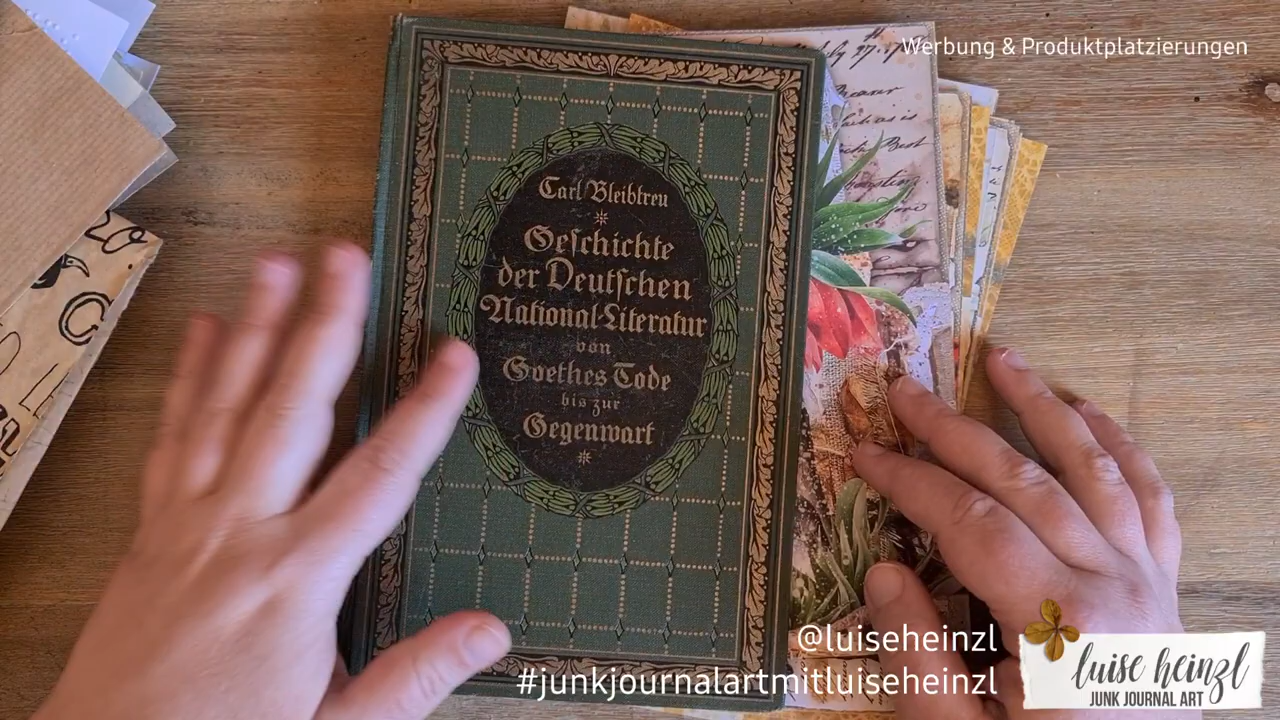 Werbung & Produktplatzierungen
Carl Bleibtreu
Geſchichte
der Deutſchen
National-Literatur
von
Goethes Tode
bis zur
Gegenwart
@luiseheinzl
#junkjournalartmitluiseheinzl
luise heinzl
JUNK JOURNAL ART